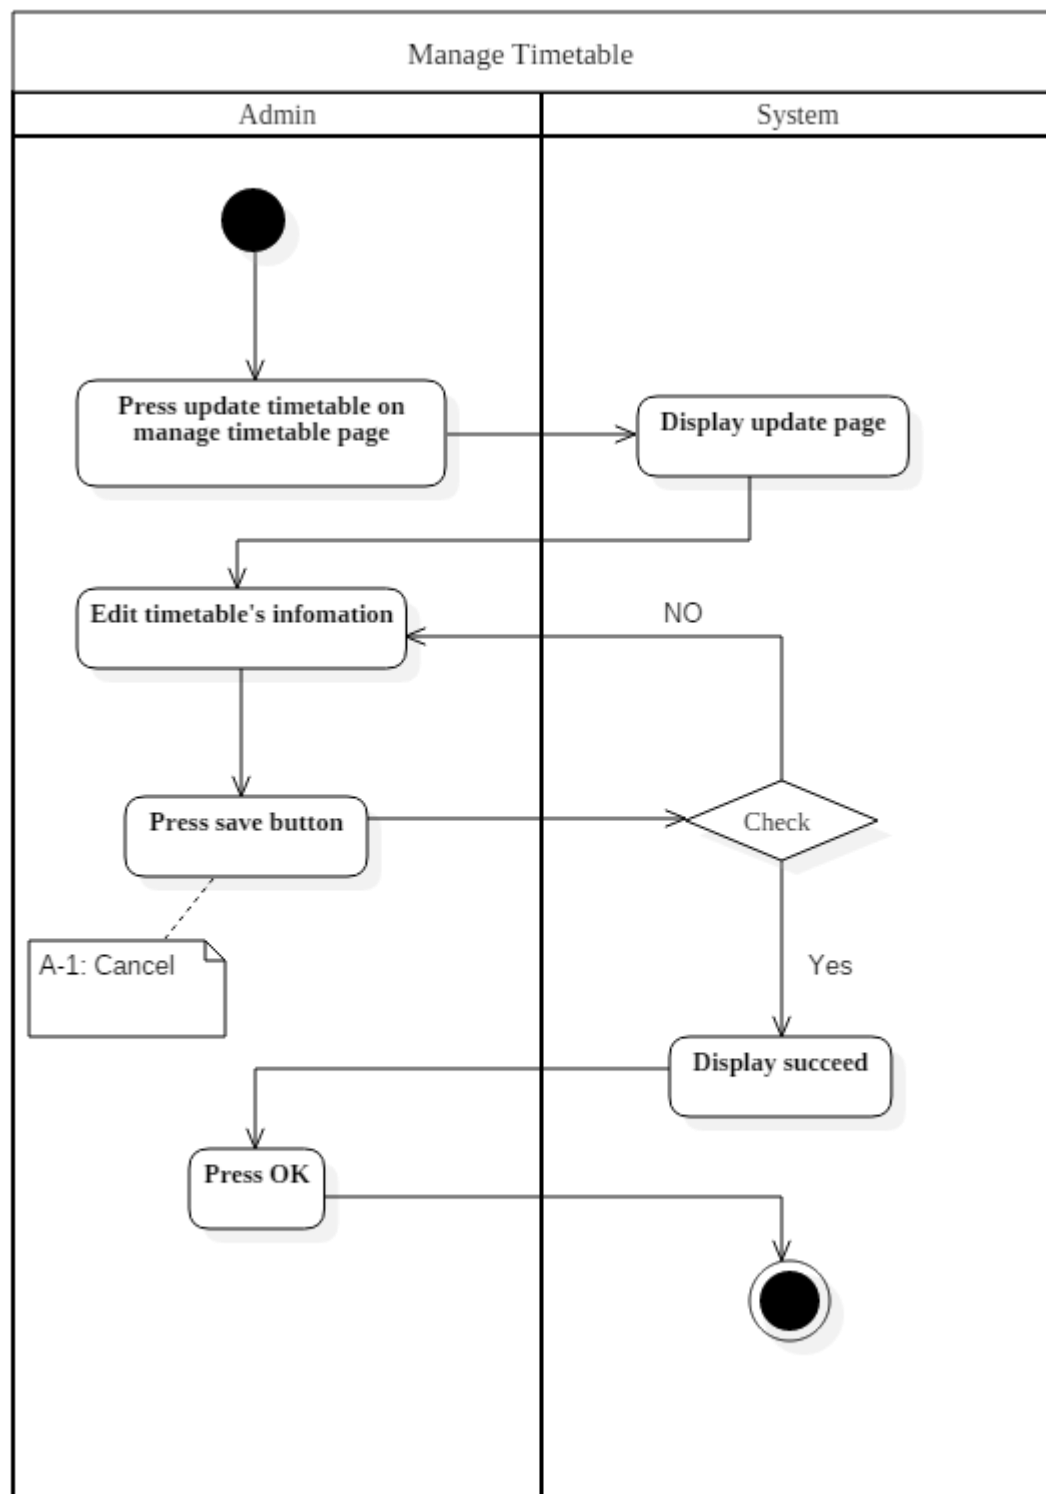 Manage Timetable
Admin
System
Press update timetable on
manage timetable page
Display update page
Edit timetable's infomation
NO
Press save button
Check
A-1: Cancel
Yes
Display succeed
Press OK